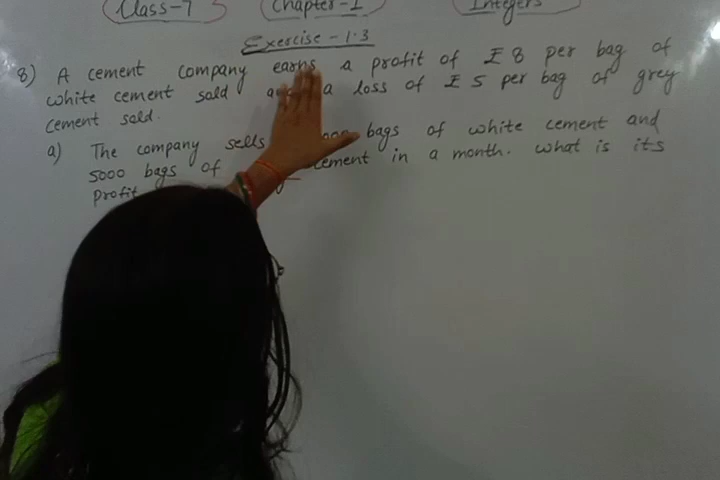 Class-7 Chapter-1 Integers
Exercise - 1.3
8) A cement company earns a profit of ₹ 8 per bag of
white cement sold a loss of ₹ 5 per bag of grey
cement sold.
a) The company sells bags of white cement and
5000 bags of cement in a month. What is its
profit